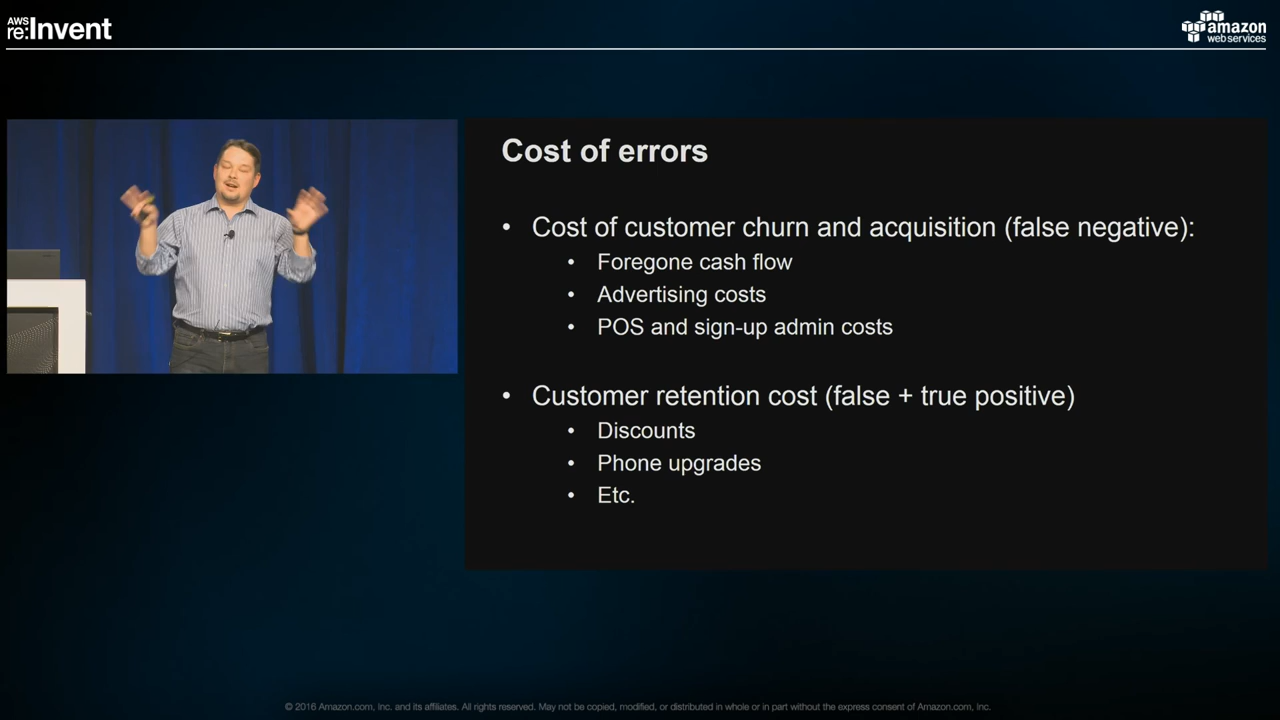 AWS
re:Invent
amazon
web services
Cost of errors
• Cost of customer churn and acquisition (false negative):
• Foregone cash flow
• Advertising costs
• POS and sign-up admin costs
• Customer retention cost (false + true positive)
• Discounts
• Phone upgrades
• Etc.
© 2016 Amazon.com, Inc. and its affiliates. All rights reserved. May not be copied, modified, or distributed in whole or in part without the express consent of Amazon.com, Inc.